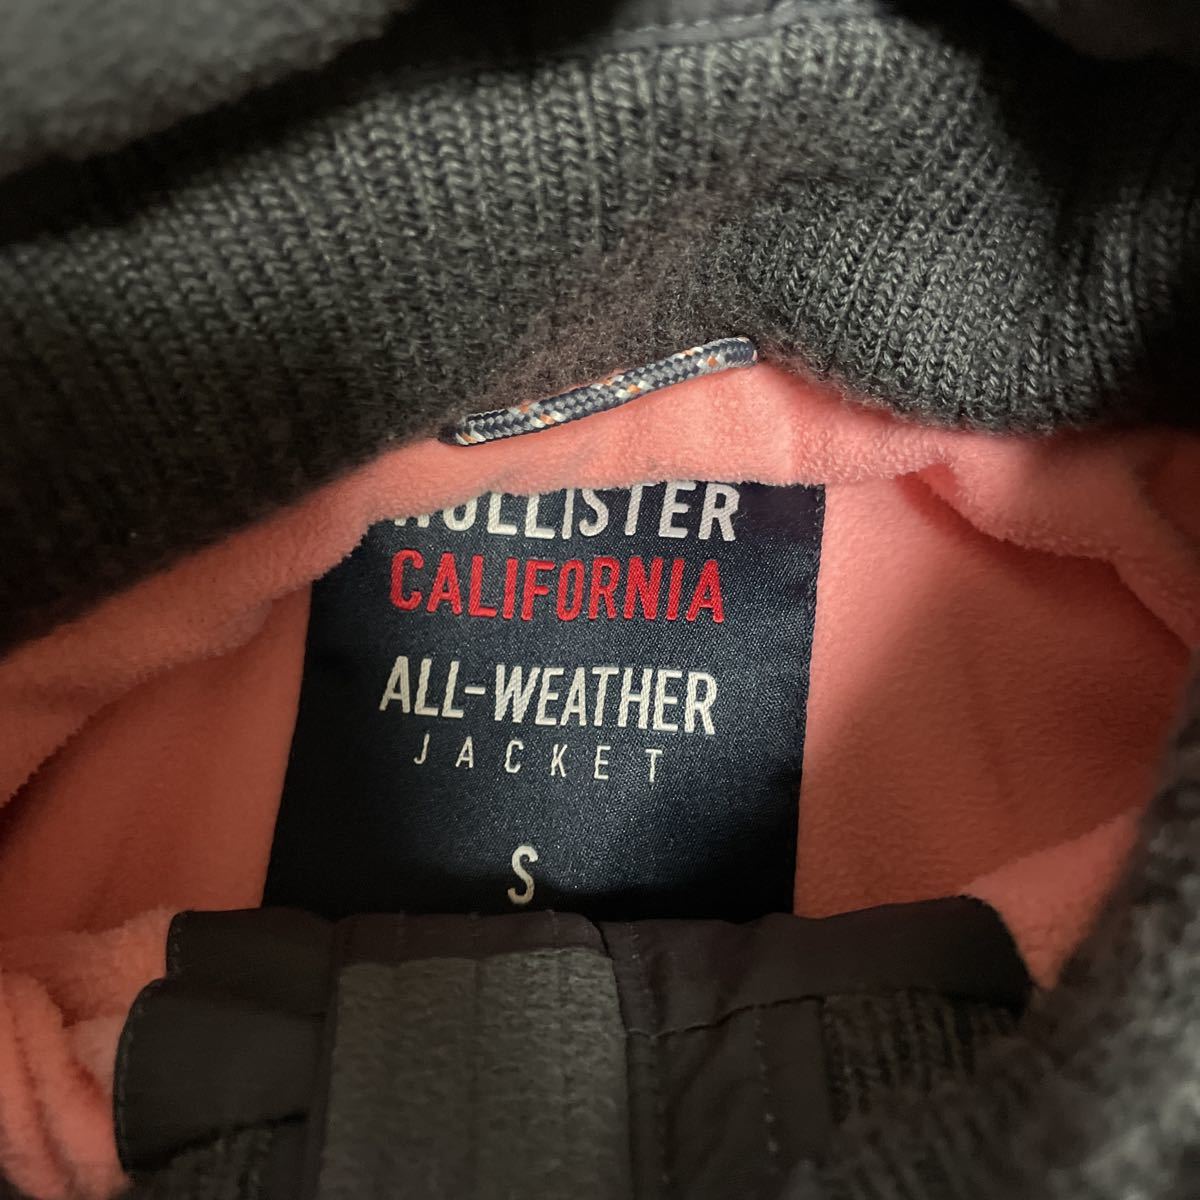 HOLLISTER
CALIFORNIA
ALL-WEATHER
JACKET
S